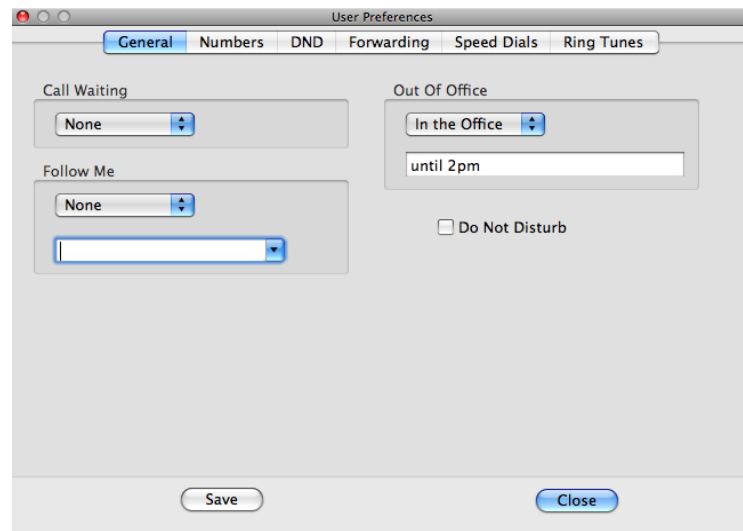 User Preferences
General Numbers DND Forwarding Speed Dials Ring Tunes
Call Waiting
None
Follow Me
None
Out Of Office
In the Office
until 2pm
Do Not Disturb
Save Close